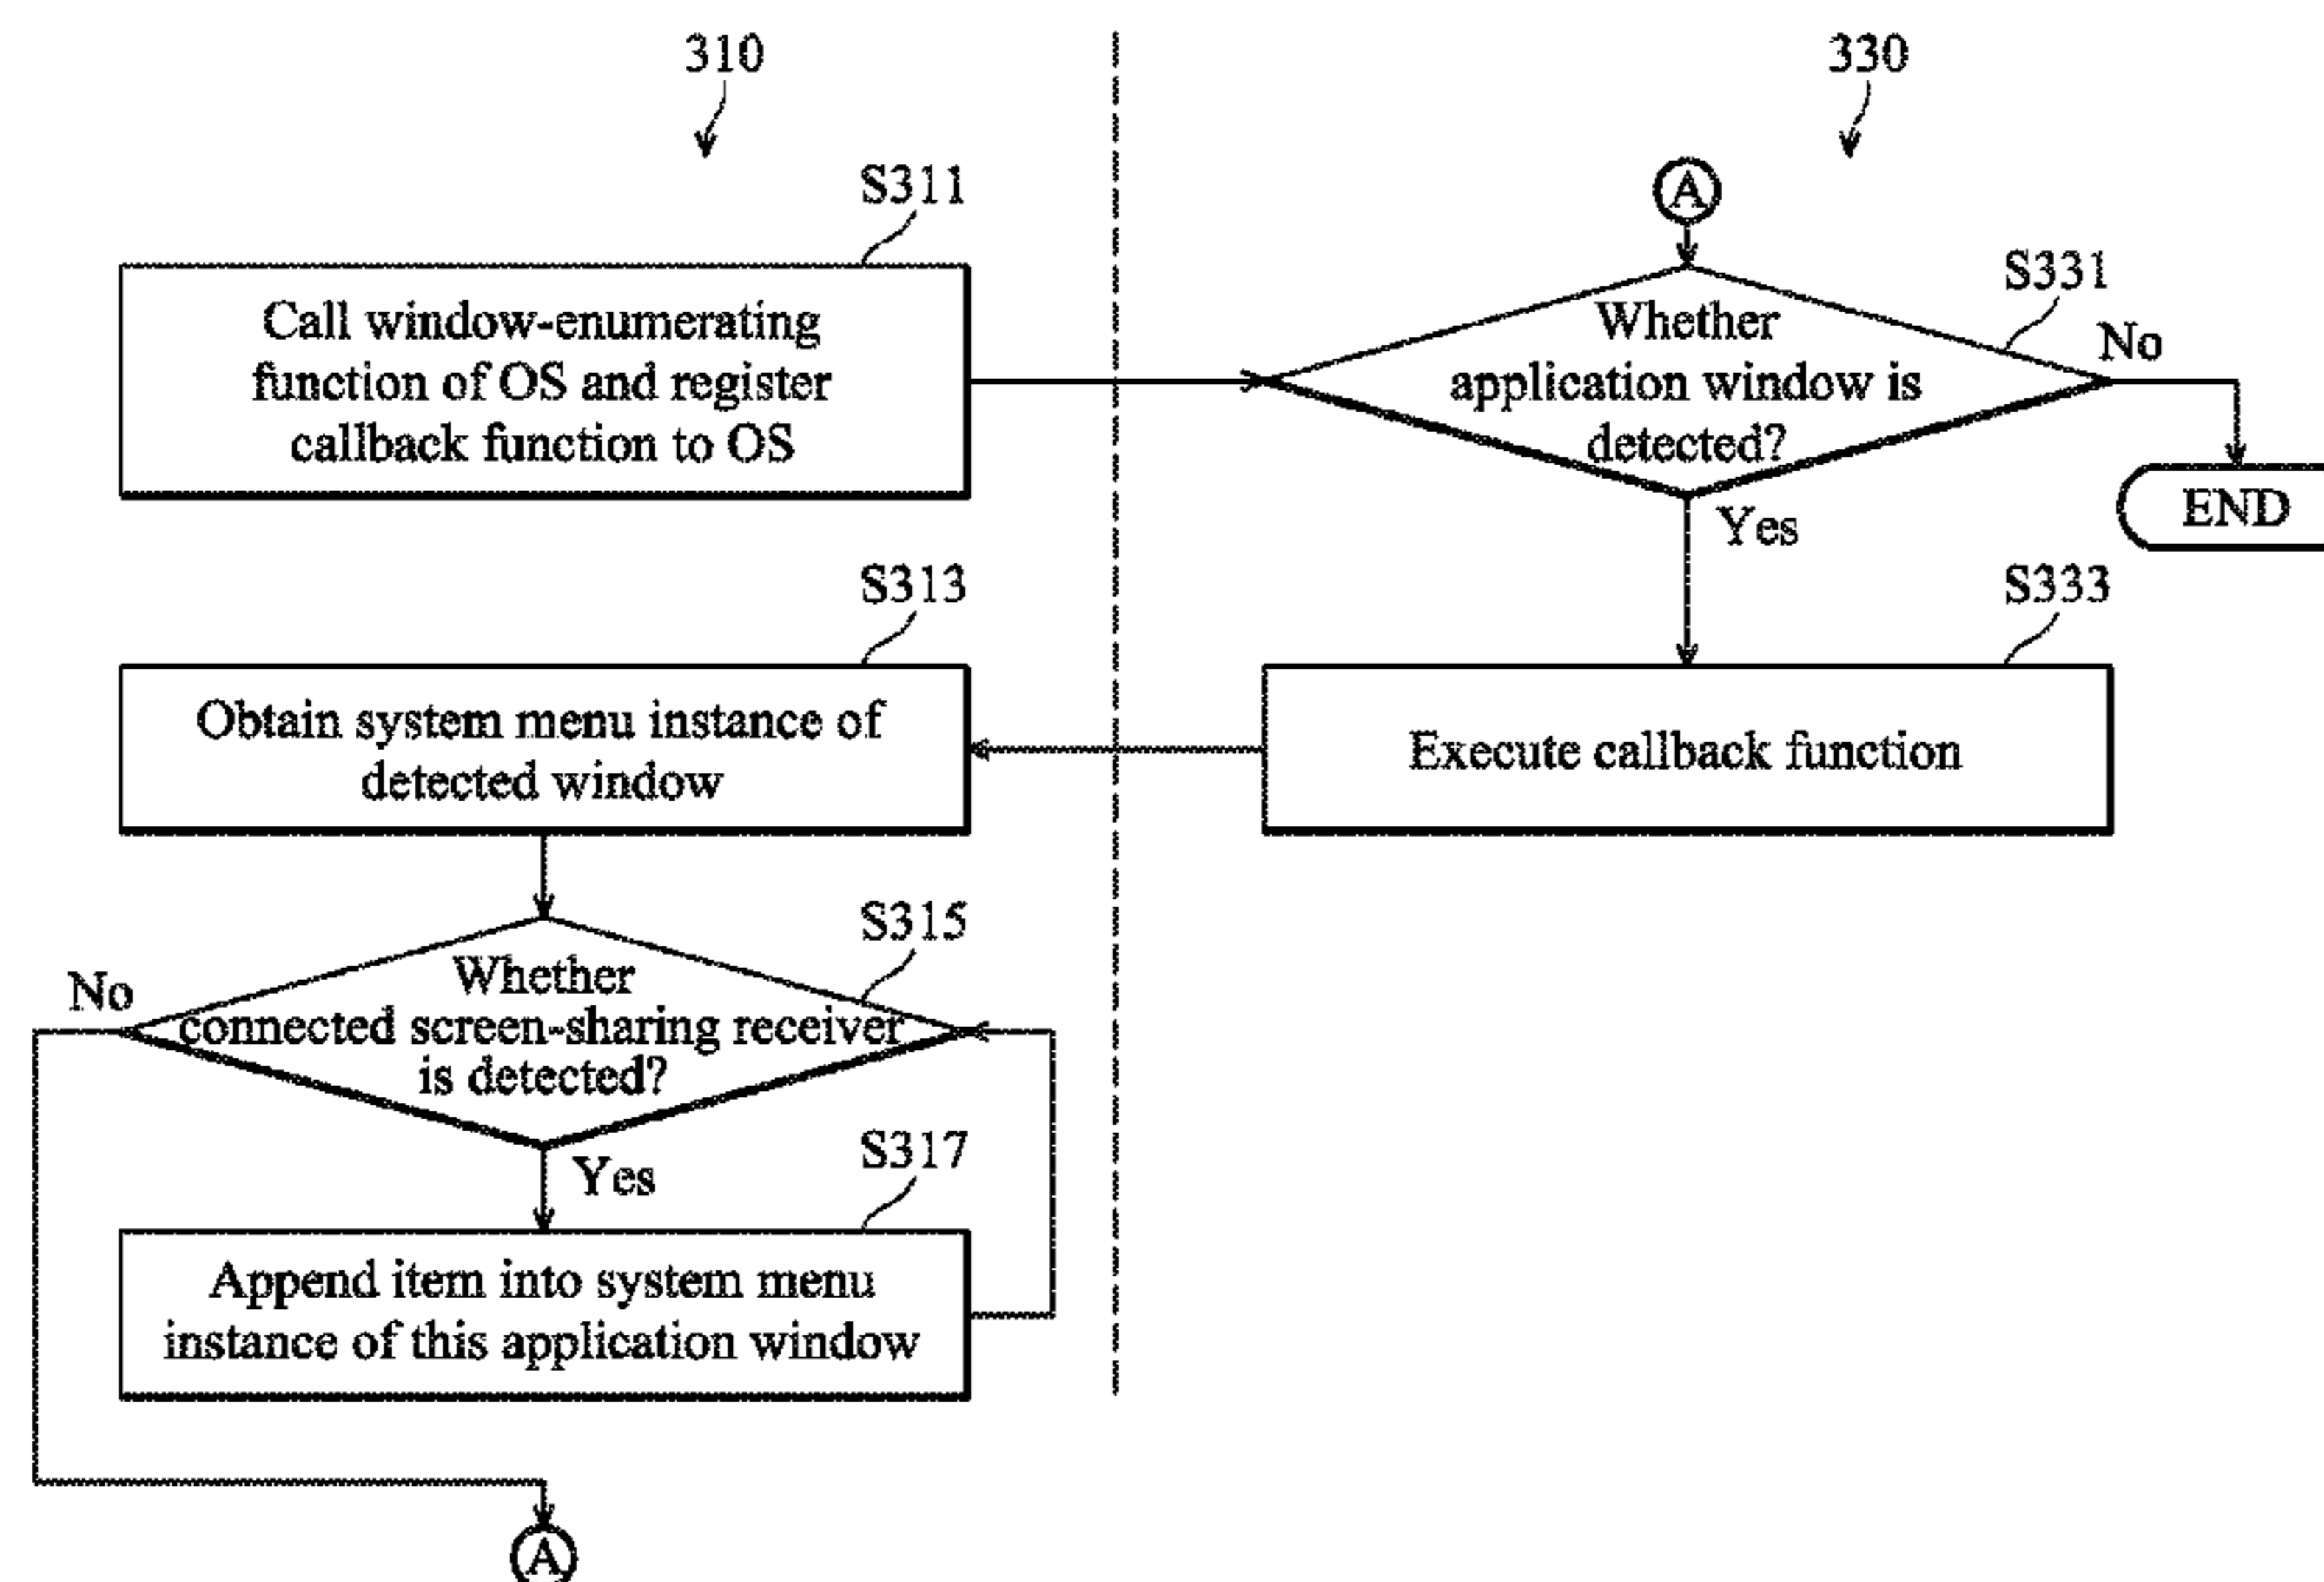 310
S311
Call window-enumerating
function of OS and register
callback function to OS
S313
Obtain system menu instance of
detected window
S315
Whether
connected screen-sharing receiver
is detected?
No
Yes
S317
Append item into system menu
instance of this application window
A
330
A
S331
Whether
application window is
detected?
No
END
Yes
S333
Execute callback function